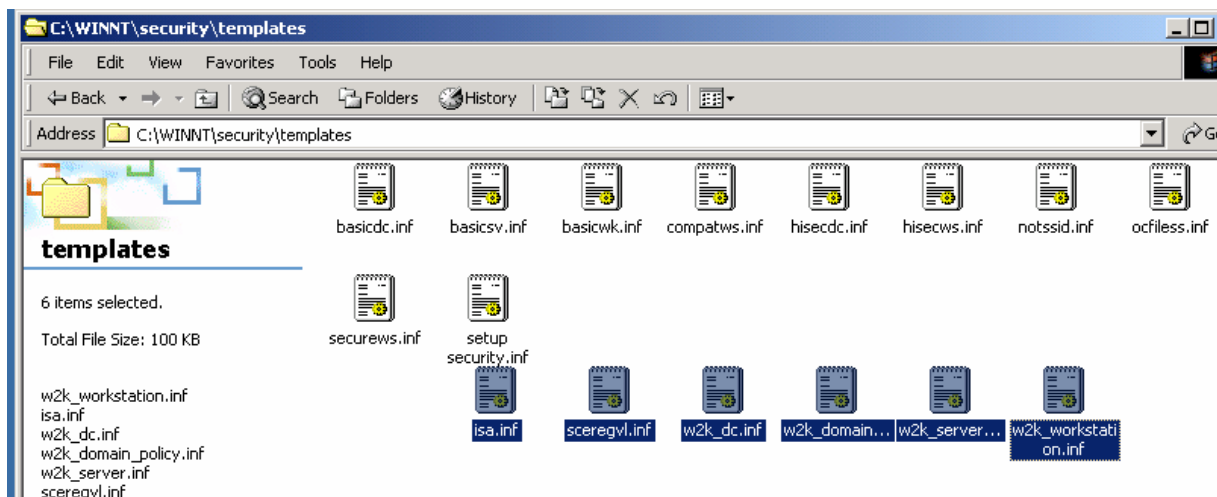 C:\WINNT\security\templates
File Edit View Favorites Tools Help
Back Search Folders History
Address C:\WINNT\security\templates
templates
6 items selected.
Total File Size: 100 KB
w2k_workstation.inf
isa.inf
w2k_dc.inf
w2k_domain_policy.inf
w2k_server.inf
sceregvl.inf
basicdc.inf basicsv.inf basicwk.inf compatws.inf hisecdc.inf hisecws.inf notssid.inf ocfiless.inf
securews.inf setup
security.inf
isa.inf sceregvl.inf w2k_dc.inf w2k_domain... w2k_server... w2k_workstati
on.inf